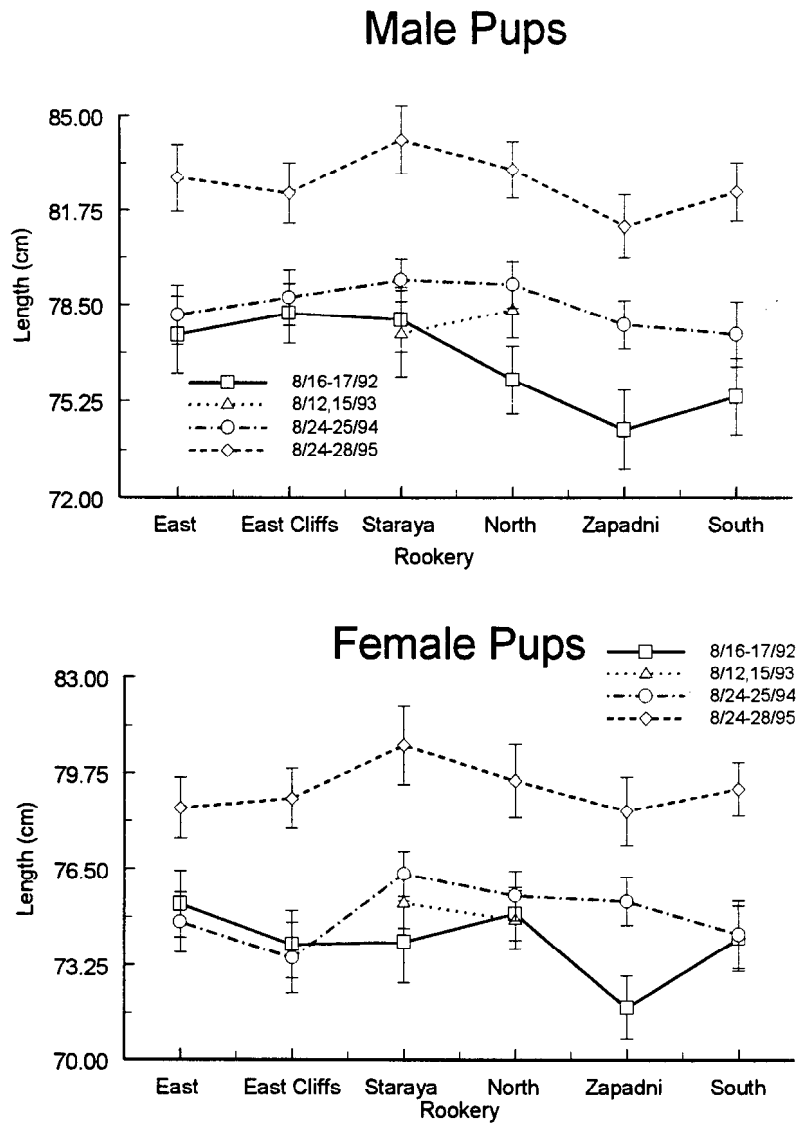 Male Pups
85.00
81.75
78.50
75.25
72.00
Length (cm)
8/16-17/92
8/12,15/93
8/24-25/94
8/24-28/95
East East Cliffs Staraya North Zapadni South
Rookery
Female Pups
8/16-17/92
8/12,15/93
8/24-25/94
8/24-28/95
83.00
79.75
76.50
73.25
70.00
Length (cm)
East East Cliffs Staraya North Zapadni South
Rookery